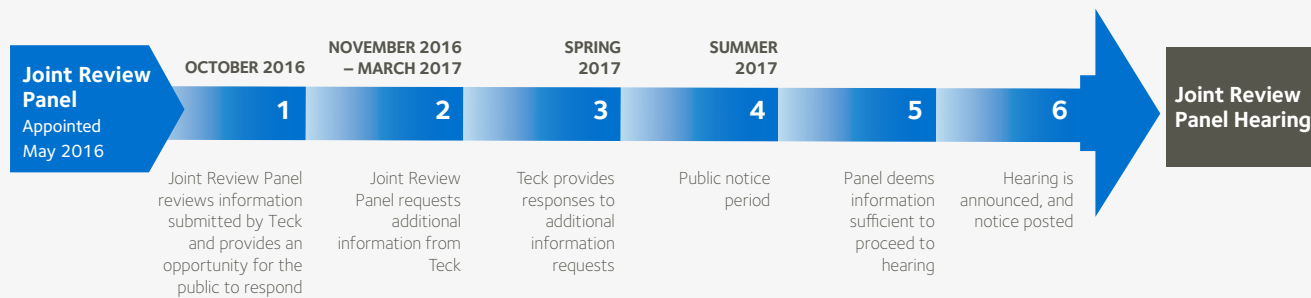 Joint Review
Panel
Appointed
May 2016
OCTOBER 2016
1
Joint Review Panel
reviews information
submitted by Teck
and provides an
opportunity for the
public to respond
NOVEMBER 2016
– MARCH 2017
2
Joint Review
Panel requests
additional
information from
Teck
SPRING
2017
3
Teck provides
responses to
additional
information
requests
SUMMER
2017
4
Public notice
period
5
Panel deems
information
sufficient to
proceed to
hearing
6
Hearing is
announced, and
notice posted
Joint Review
Panel Hearing